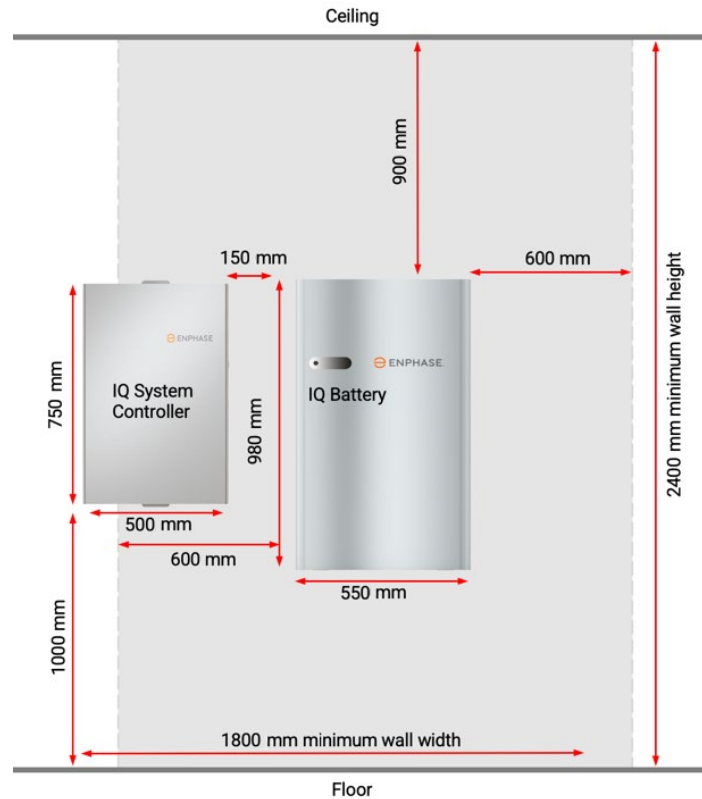 Ceiling
900 mm
150 mm
600 mm
ENPHASE
ENPHASE
IQ System
Controller
IQ Battery
750 mm
980 mm
2400 mm minimum wall height
500 mm
600 mm
550 mm
1000 mm
1800 mm minimum wall width
Floor